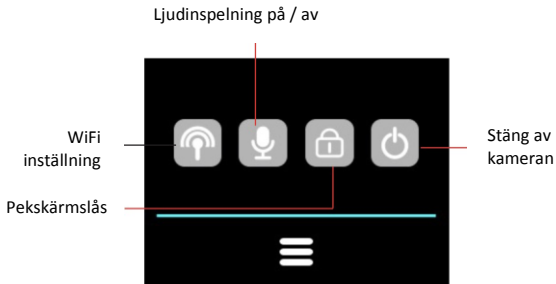 Ljudinspelning på / av
WiFi
inställning
Stäng av
kameran
Pekskärmslås